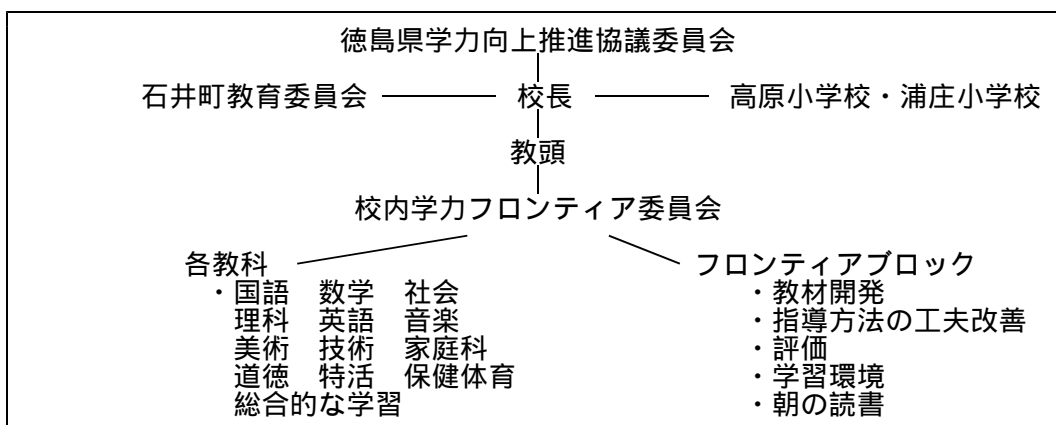 徳島県学力向上推進協議委員会
石井町教育委員会 校長 高原小学校・浦庄小学校
教頭
校内学力フロンティア委員会
各教科
・国語 数学 社会
理科 英語 音楽
美術 技術 家庭科
道徳 特活 保健体育
総合的な学習
フロンティアブロック
・教材開発
・指導方法の工夫改善
・評価
・学習環境
・朝の読書